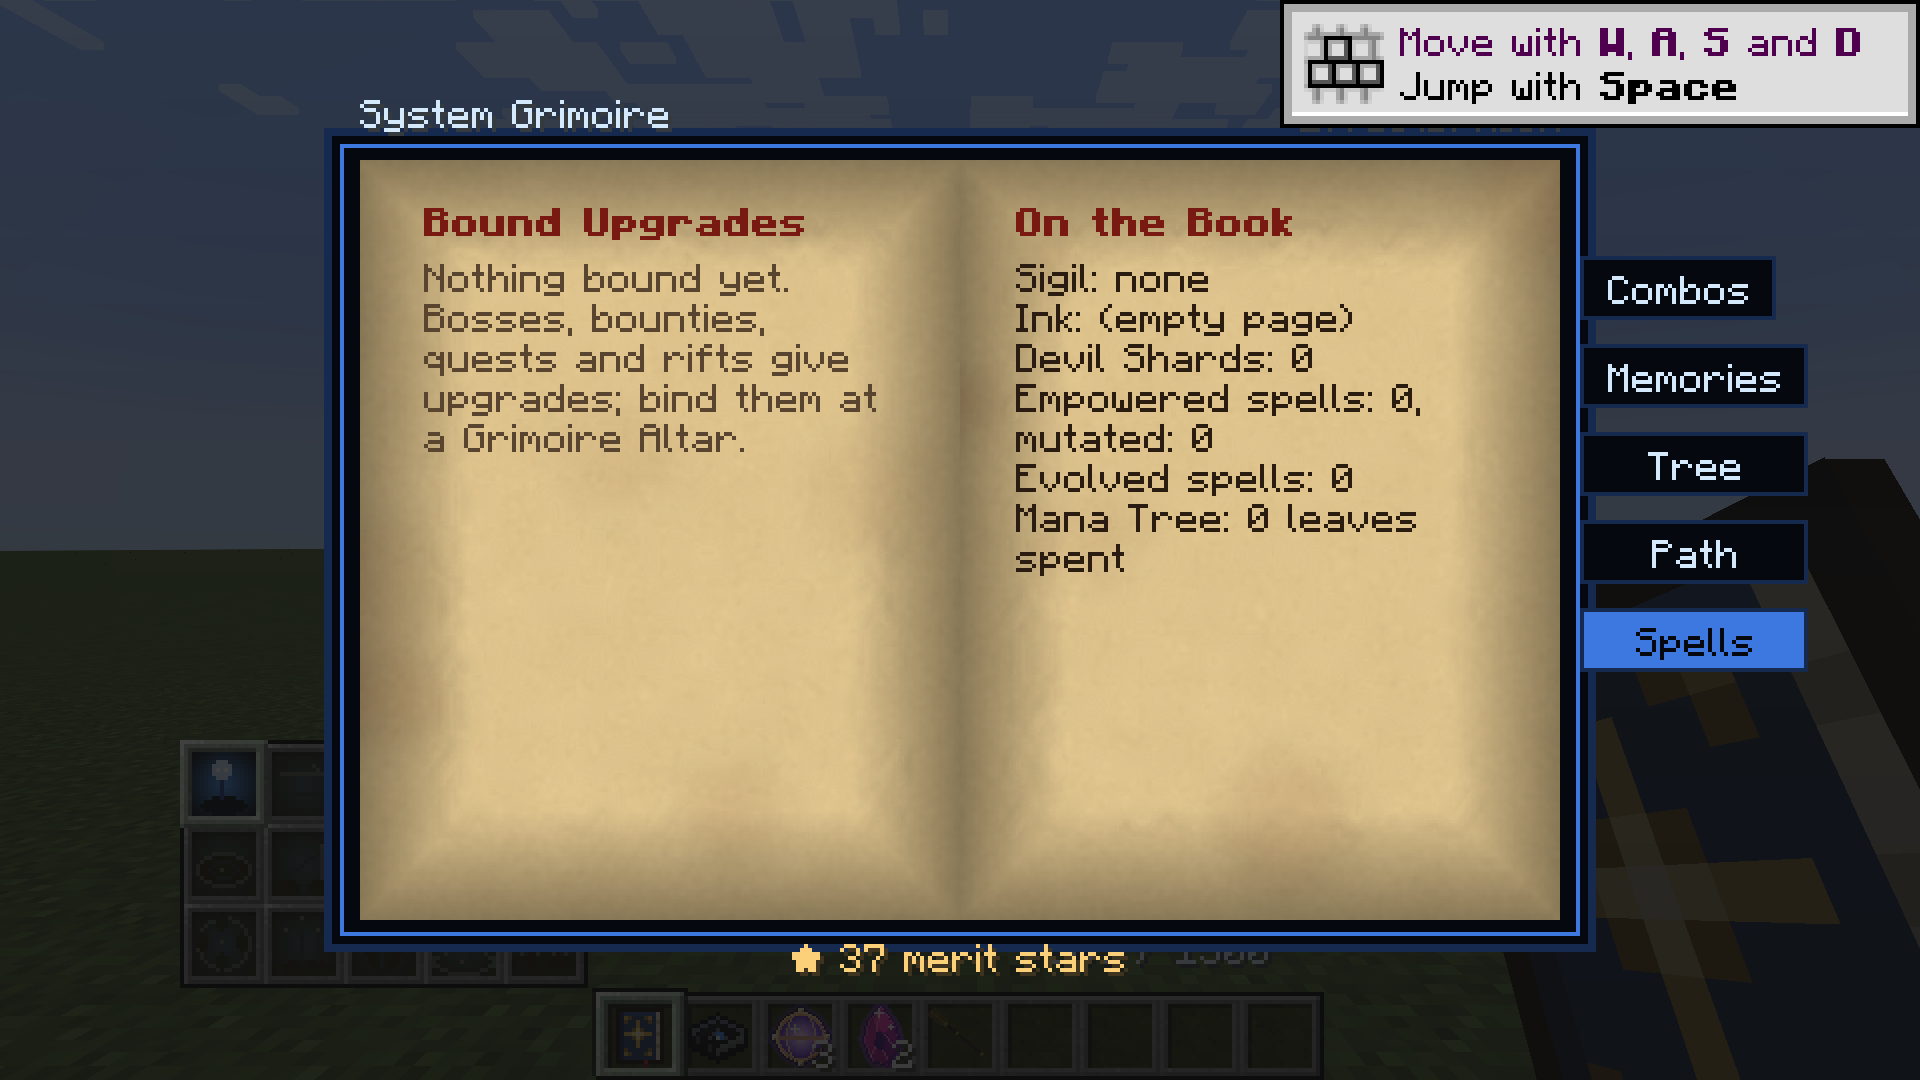 Move with W, A, S and D
Jump with Space
System Grimoire
Bound Upgrades
Nothing bound yet.
Bosses, bounties,
quests and rifts give
upgrades; bind them at
a Grimoire Altar.
On the Book
Sigil: none
Ink: (empty page)
Devil Shards: 0
Empowered spells: 0,
mutated: 0
Evolved spells: 0
Mana Tree: 0 leaves
spent
Combos
Memories
Tree
Path
Spells
37 merit stars
3
2